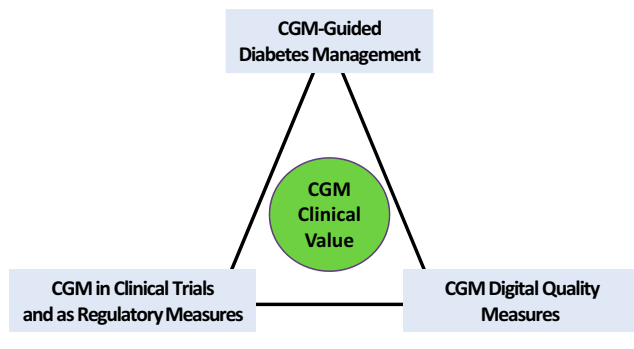 CGM-Guided
Diabetes Management
CGM
Clinical
Value
CGM in Clinical Trials
and as Regulatory Measures
CGM Digital Quality
Measures